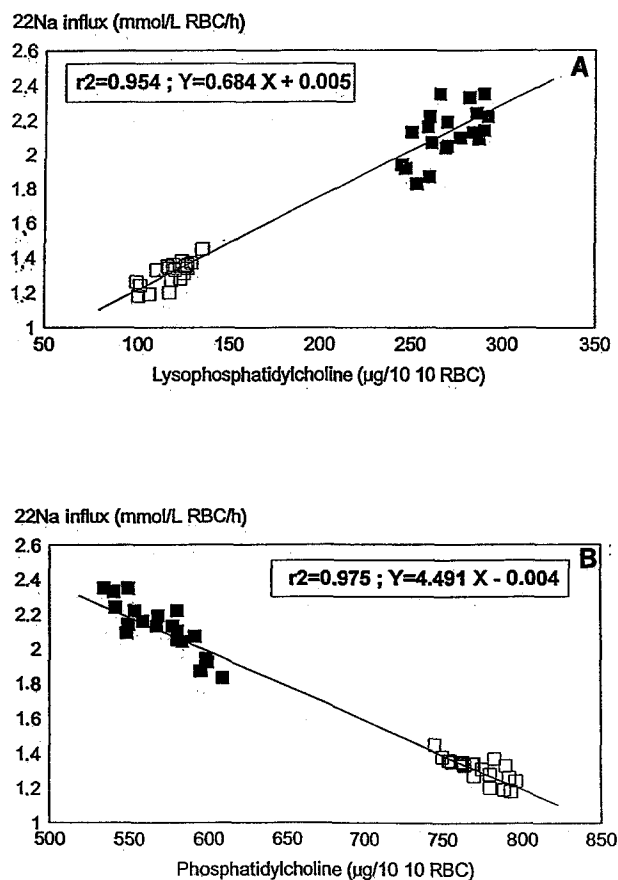 22Na influx (mmol/L RBC/h)
2.6
2.4
2.2
2
1.8
1.6
1.4
1.2
1
r2=0.954 ; Y=0.684 X + 0.005
A
50 100 150 200 250 300 350
Lysophosphatidylcholine (µg/10 10 RBC)
22Na influx (mmol/L RBC/h)
2.6
2.4
2.2
2
1.8
1.6
1.4
1.2
1
r2=0.975 ; Y=4.491 X - 0.004
B
500 550 600 650 700 750 800 850
Phosphatidylcholine (µg/10 10 RBC)